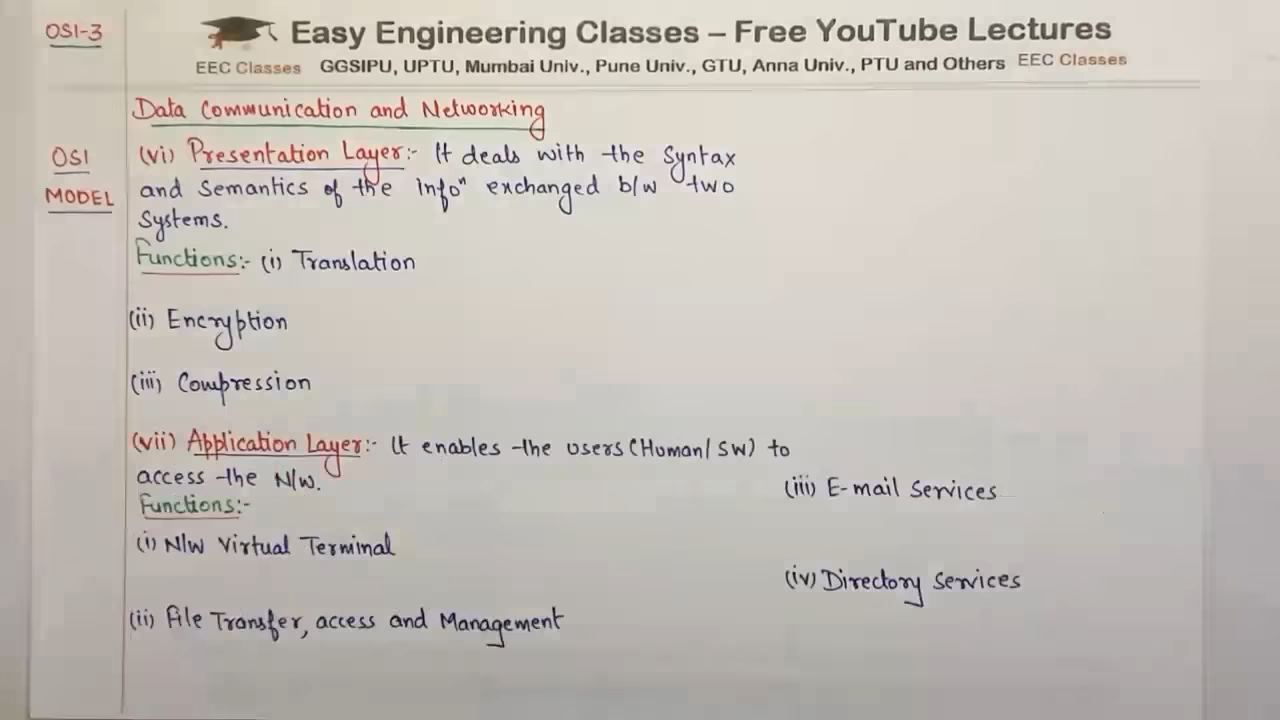 OSI-3
Easy Engineering Classes – Free YouTube Lectures
EEC Classes GGSIPU, UPTU, Mumbai Univ., Pune Univ., GTU, Anna Univ., PTU and Others EEC Classes
Data Communication and Networking
OSI
MODEL
(vi) Presentation Layer:- It deals with the Syntax
and Semantics of the Infoⁿ exchanged b/w two
Systems.
Functions:- (i) Translation
(ii) Encryption
(iii) Compression
(vii) Application Layer:- It enables the users (Human/SW) to
access the N/w.
Functions:-
(i) N/w Virtual Terminal
(ii) File Transfer, access and Management
(iii) E-mail Services
(iv) Directory Services